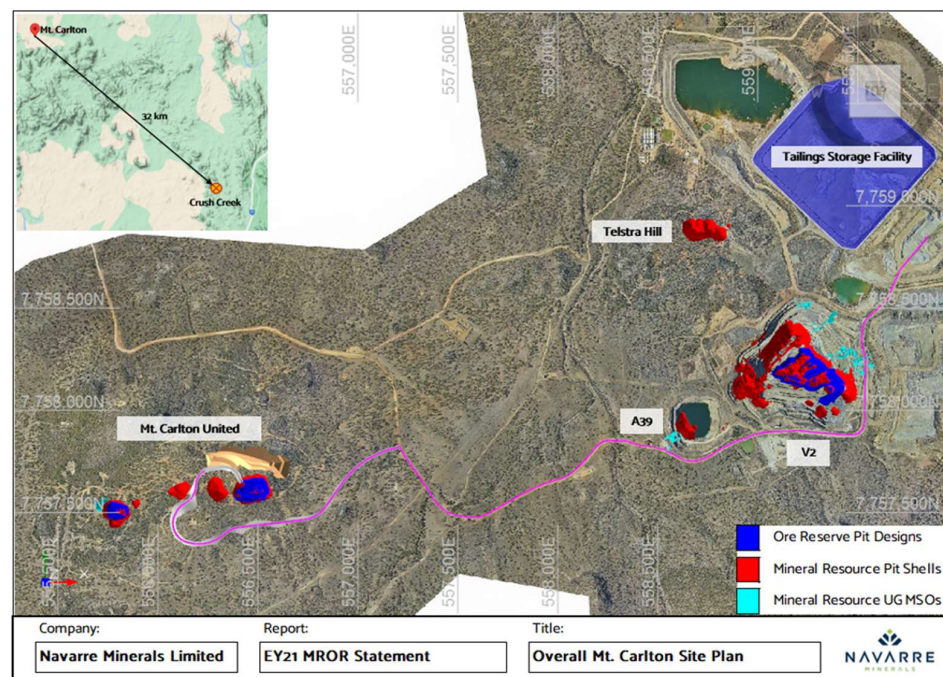 Mt. Carlton
32 km
Crush Creek
557,000E
557,500E
558,000E
558,500E
559,000E
Tailings Storage Facility
7,759,000N
Telstra Hill
7,758,500N
7,758,500N
7,758,000N
7,758,000N
Mt. Carlton United
A39
V2
7,757,500N
7,757,500N
556,000E
556,500E
557,000E
557,500E
558,000E
558,500E
Ore Reserve Pit Designs
Mineral Resource Pit Shells
Mineral Resource UG MSOs
Company:
Report:
Title:
Navarre Minerals Limited
EY21 MROR Statement
Overall Mt. Carlton Site Plan
NAVARRE
MINERALS